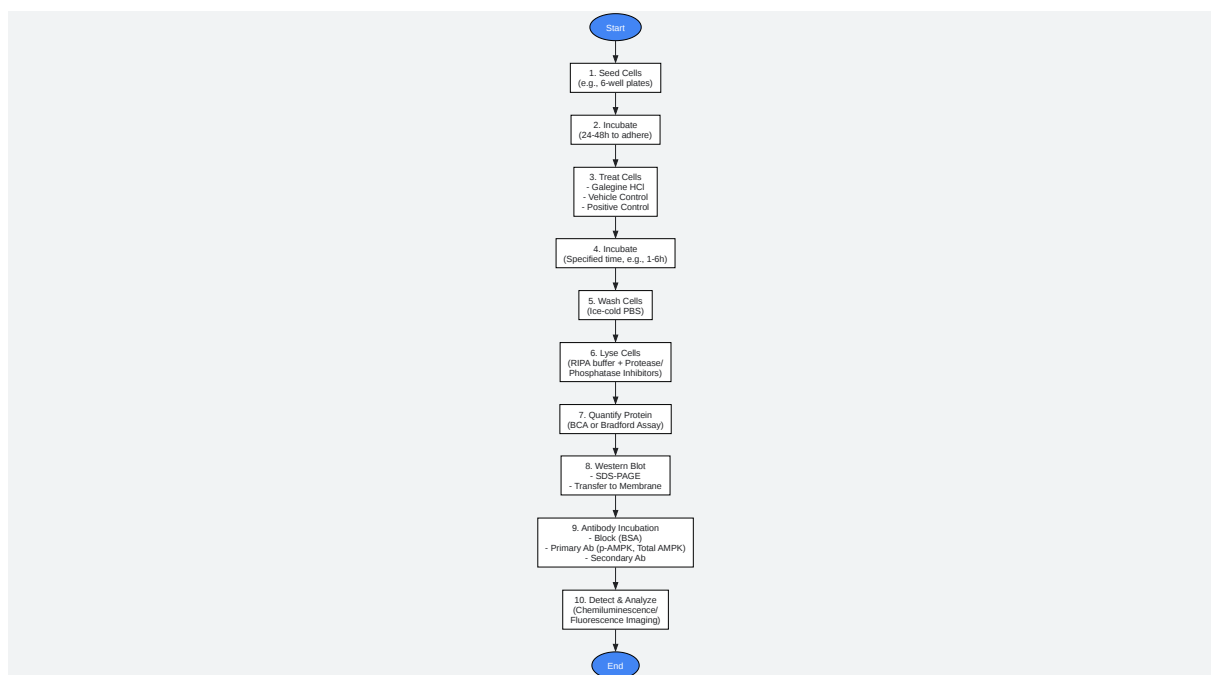 Start
1. Seed Cells
(e.g., 6-well plates)
2. Incubate
(24-48h to adhere)
3. Treat Cells
- Galegine HCl
- Vehicle Control
- Positive Control
4. Incubate
(Specified time, e.g., 1-6h)
5. Wash Cells
(Ice-cold PBS)
6. Lyse Cells
(RIPA buffer + Protease/
Phosphatase Inhibitors)
7. Quantify Protein
(BCA or Bradford Assay)
8. Western Blot
- SDS-PAGE
- Transfer to Membrane
9. Antibody Incubation
- Block (BSA)
- Primary Ab (p-AMPK, Total AMPK)
- Secondary Ab
10. Detect & Analyze
(Chemiluminescence/
Fluorescence Imaging)
End